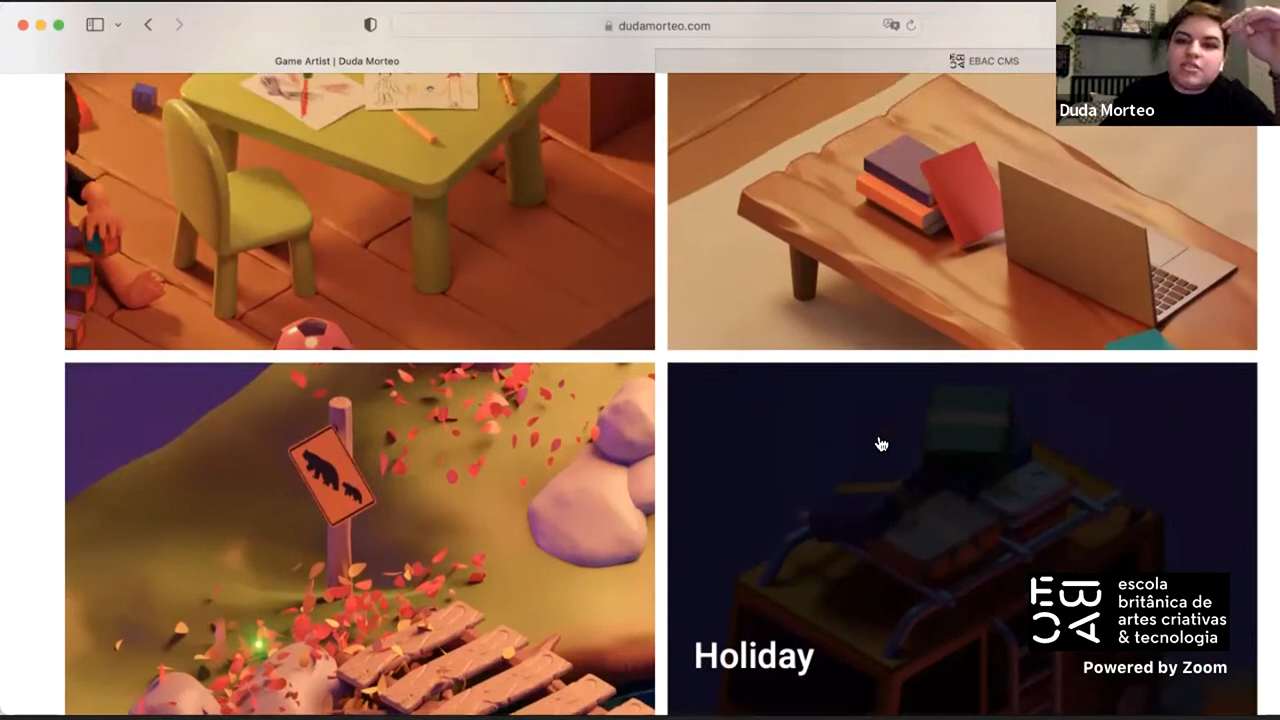 dudamorteo.com
Game Artist | Duda Morteo
EBAC CMS
Duda Morteo
Holiday
EBAC
escola
britânica de
artes criativas
& tecnologia
Powered by Zoom